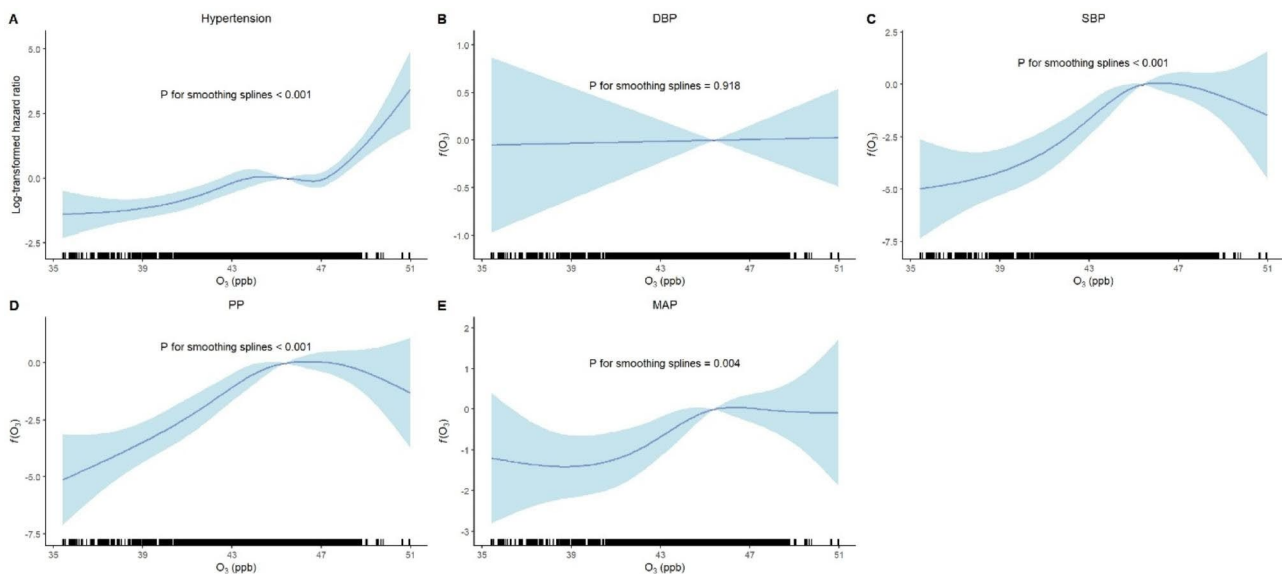 A
Hypertension
Log-transformed hazard ratio
5.0
2.5
0.0
-2.5
P for smoothing splines < 0.001
35
39
43
47
51
O₃ (ppb)
B
DBP
f(O₃)
1.0
0.5
0.0
-0.5
-1.0
P for smoothing splines = 0.918
35
39
43
47
51
O₃ (ppb)
C
SBP
f(O₃)
2.5
0.0
-2.5
-5.0
-7.5
P for smoothing splines < 0.001
35
39
43
47
51
O₃ (ppb)
D
PP
f(O₃)
0.0
-2.5
-5.0
-7.5
P for smoothing splines < 0.001
35
39
43
47
51
O₃ (ppb)
E
MAP
f(O₃)
2
1
0
-1
-2
-3
P for smoothing splines = 0.004
35
39
43
47
51
O₃ (ppb)